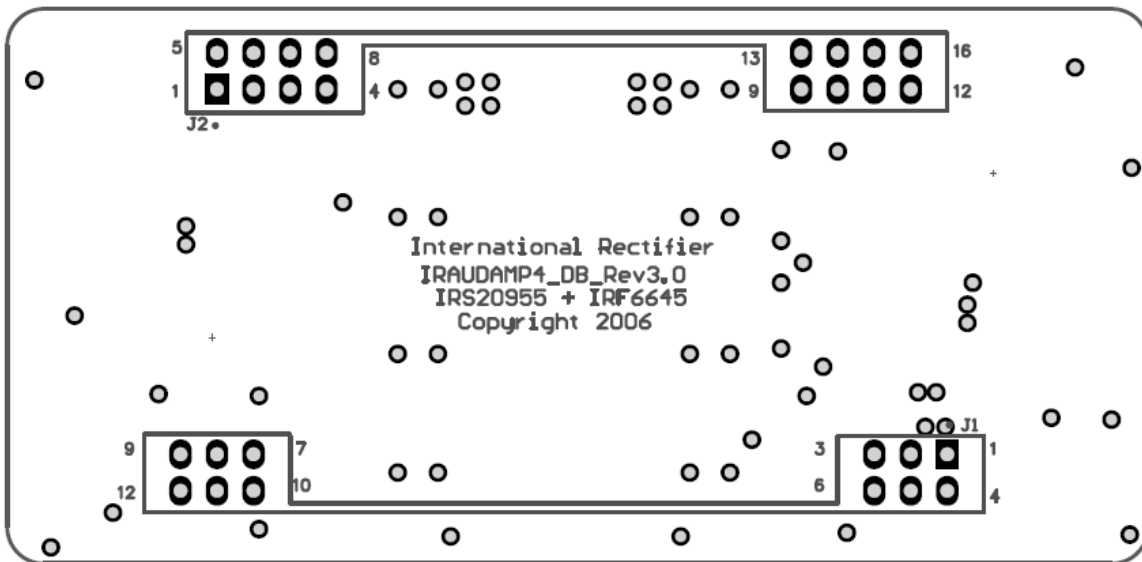 5 8 13 16
1 4 9 12
J2
International Rectifier
IRAUDAMP4_DB_Rev3.0
IRS20955 + IRF6645
Copyright 2006
J1
9 7 3 1
12 10 6 4